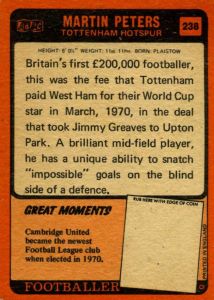 MARTIN PETERS
TOTTENHAM HOTSPUR
238
HEIGHT: 6' 0½" WEIGHT: 11st. 11lbs. BORN: PLAISTOW
Britain's first £200,000 footballer,
this was the fee that Tottenham
paid West Ham for their World Cup
star in March, 1970, in the deal
that took Jimmy Greaves to Upton
Park. A brilliant mid-field player,
he has a unique ability to snatch
"impossible" goals on the blind
side of a defence.
GREAT MOMENTS
Cambridge United
became the newest
Football League club
when elected in 1970.
RUB HERE WITH EDGE OF COIN
PRINTED IN ENGLAND
FOOTBALLER